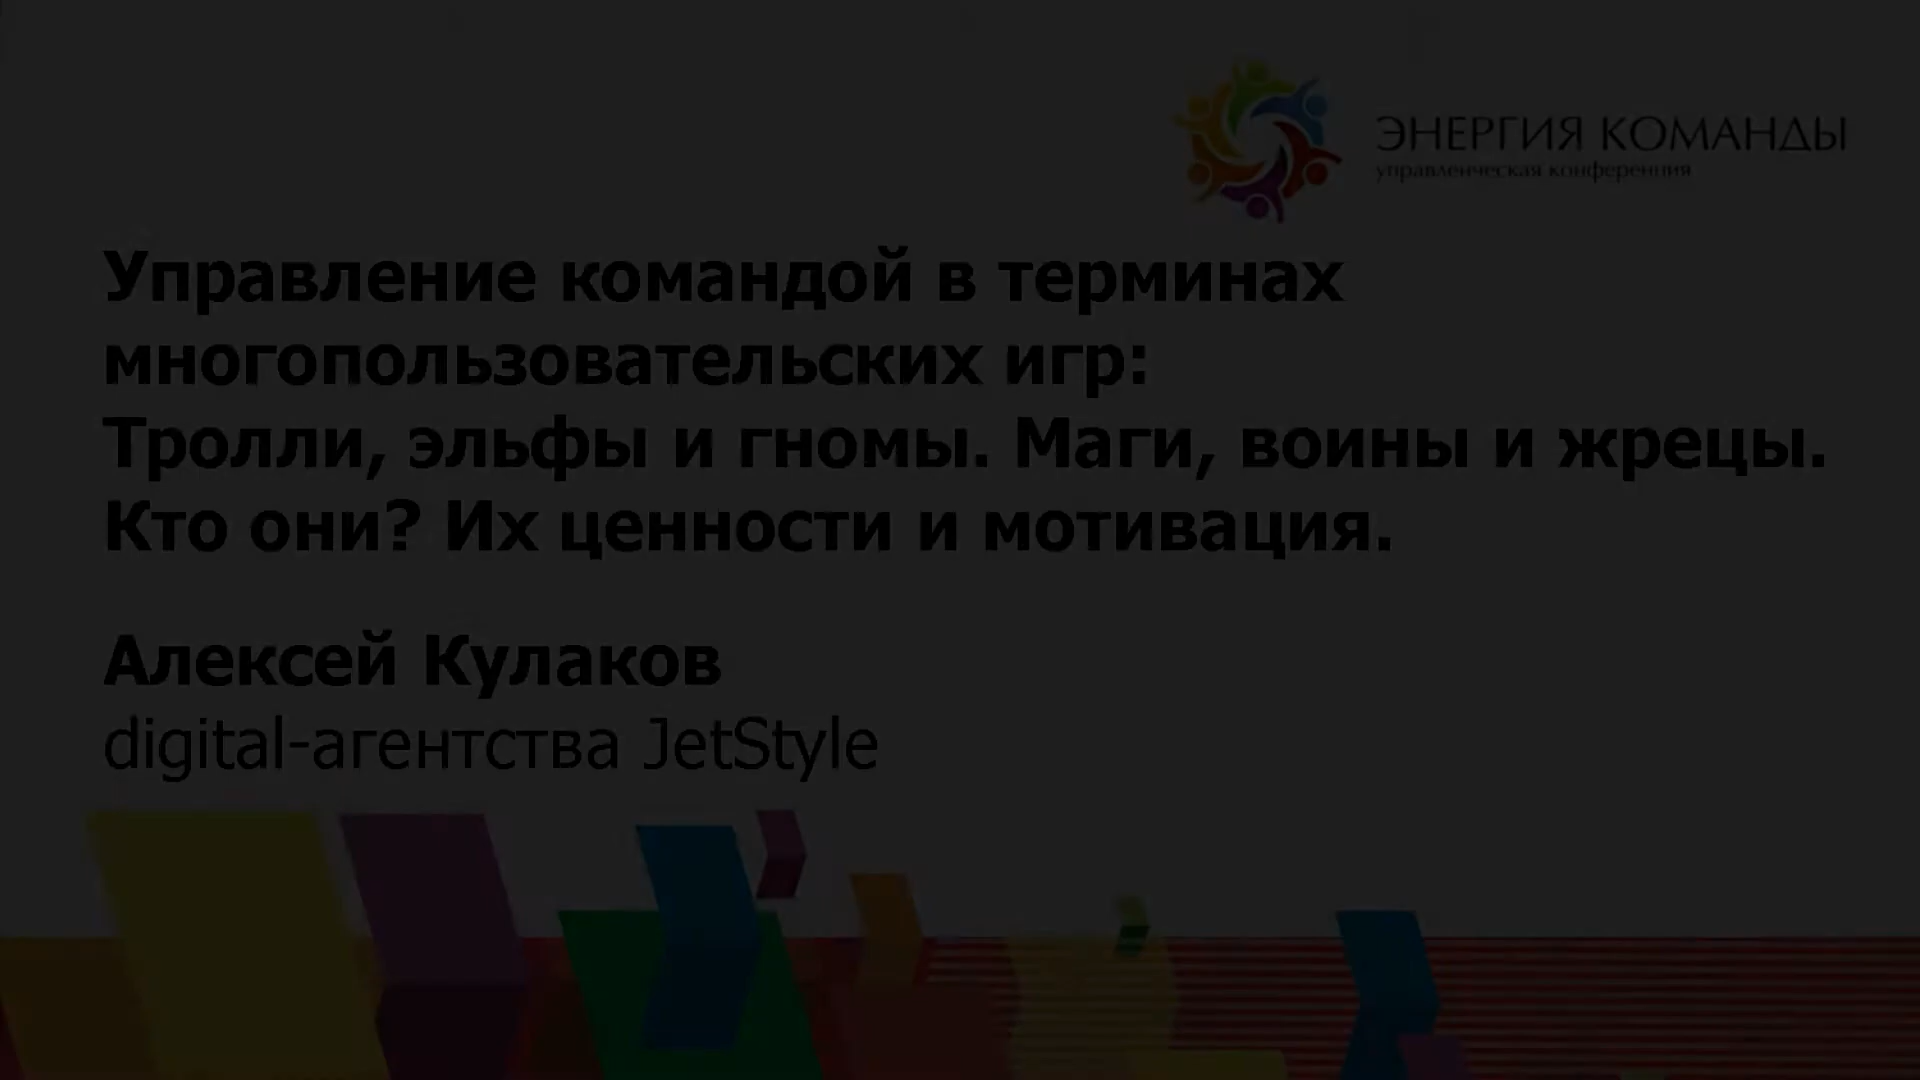 ЭНЕРГИЯ КОМАНДЫ
управленческая конференция
Управление командой в терминах
многопользовательских игр:
Тролли, эльфы и гномы. Маги, воины и жрецы.
Кто они? Их ценности и мотивация.
Алексей Кулаков
digital-агентства JetStyle